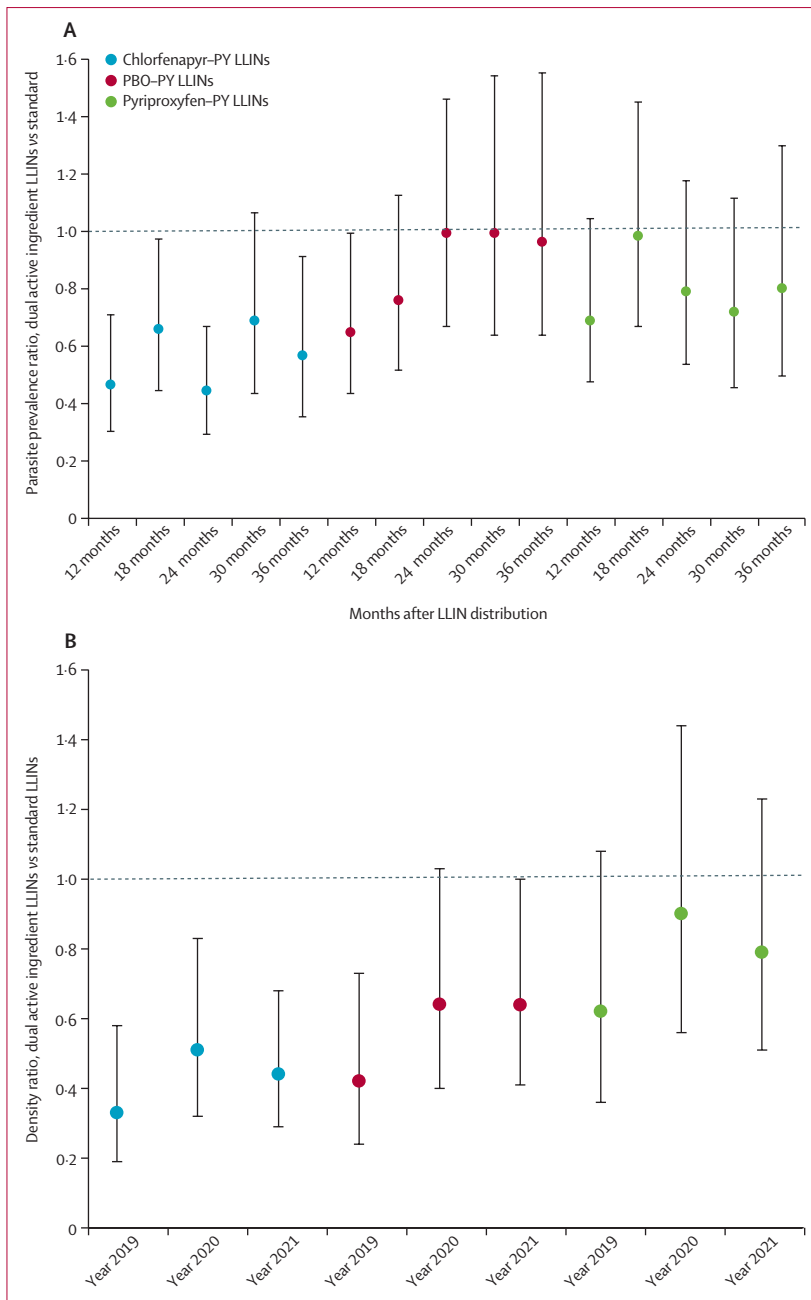 A
Chlorfenapyr–PY LLINs
PBO–PY LLINs
Pyriproxyfen–PY LLINs
Parasite prevalence ratio, dual active ingredient LLINs vs standard
1·6
1·4
1·2
1·0
0·8
0·6
0·4
0·2
0
12 months
18 months
24 months
30 months
36 months
12 months
18 months
24 months
30 months
36 months
12 months
18 months
24 months
30 months
36 months
Months after LLIN distribution
B
Density ratio, dual active ingredient LLINs vs standard LLINs
1·6
1·4
1·2
1·0
0·8
0·6
0·4
0·2
0
Year 2019
Year 2020
Year 2021
Year 2019
Year 2020
Year 2021
Year 2019
Year 2020
Year 2021